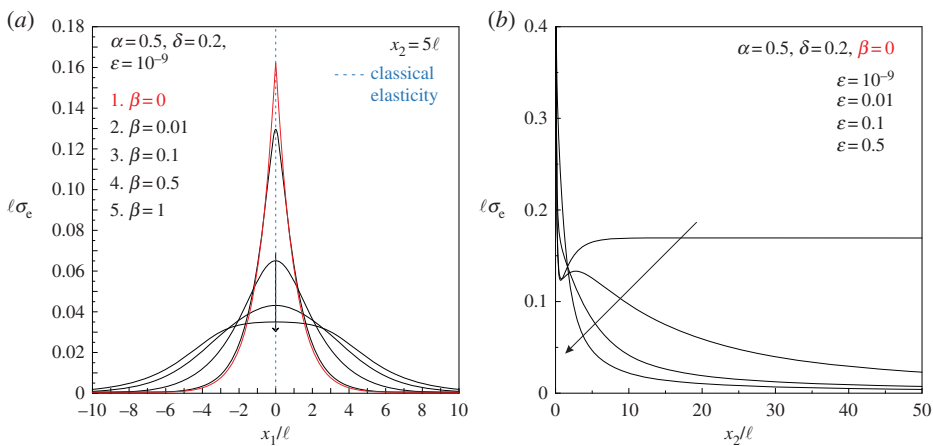 (a)
0.18
0.16
0.14
0.12
0.10
ℓσe
0.08
0.06
0.04
0.02
0
α=0.5, δ=0.2,
ε=10⁻⁹
1. β=0
2. β=0.01
3. β=0.1
4. β=0.5
5. β=1
x₂=5ℓ
---- classical
elasticity
−10 −8 −6 −4 −2 0 2 4 6 8 10
x₁/ℓ
(b)
0.4
0.3
ℓσe
0.2
0.1
0
α=0.5, δ=0.2, β=0
ε=10⁻⁹
ε=0.01
ε=0.1
ε=0.5
0 10 20 30 40 50
x₂/ℓ